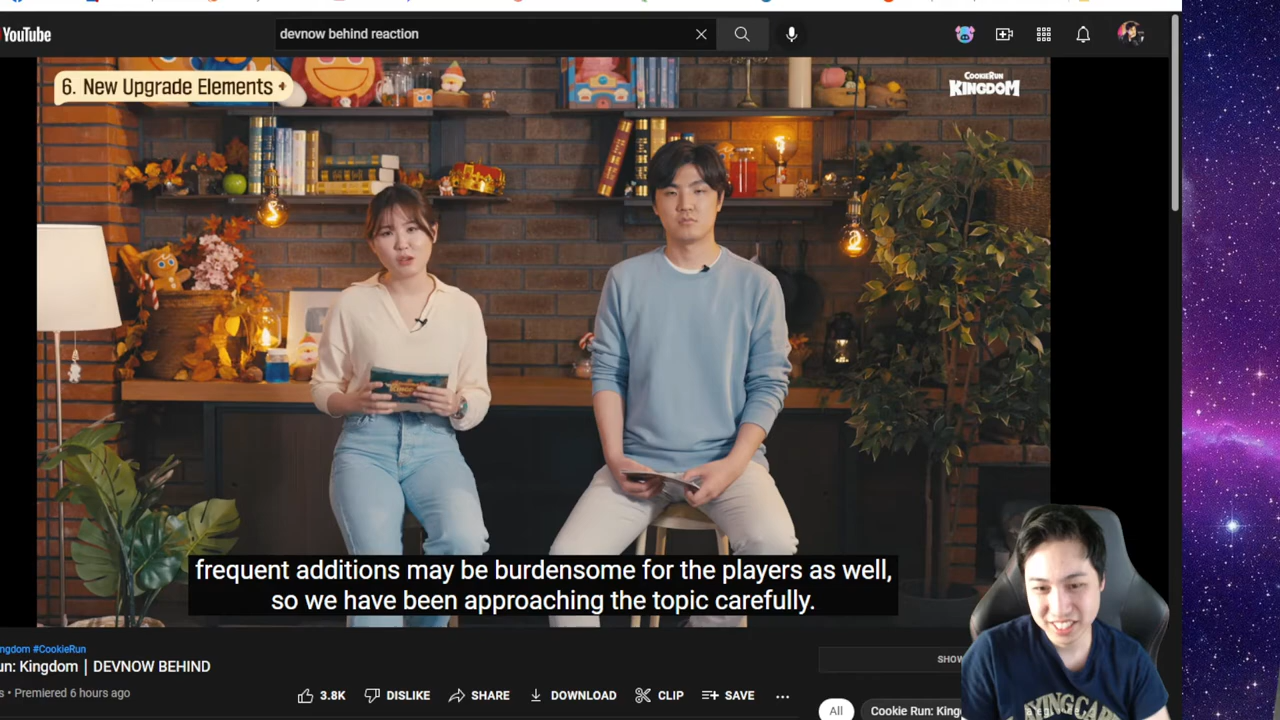 YouTube
devnow behind reaction
6. New Upgrade Elements
COOKIERUN
KINGDOM
2
2
frequent additions may be burdensome for the players as well,
so we have been approaching the topic carefully.
#CookieRun
Kingdom | DEVNOW BEHIND
Premiered 6 hours ago
3.8K
DISLIKE
SHARE
DOWNLOAD
CLIP
SAVE
All
Cookie Run: